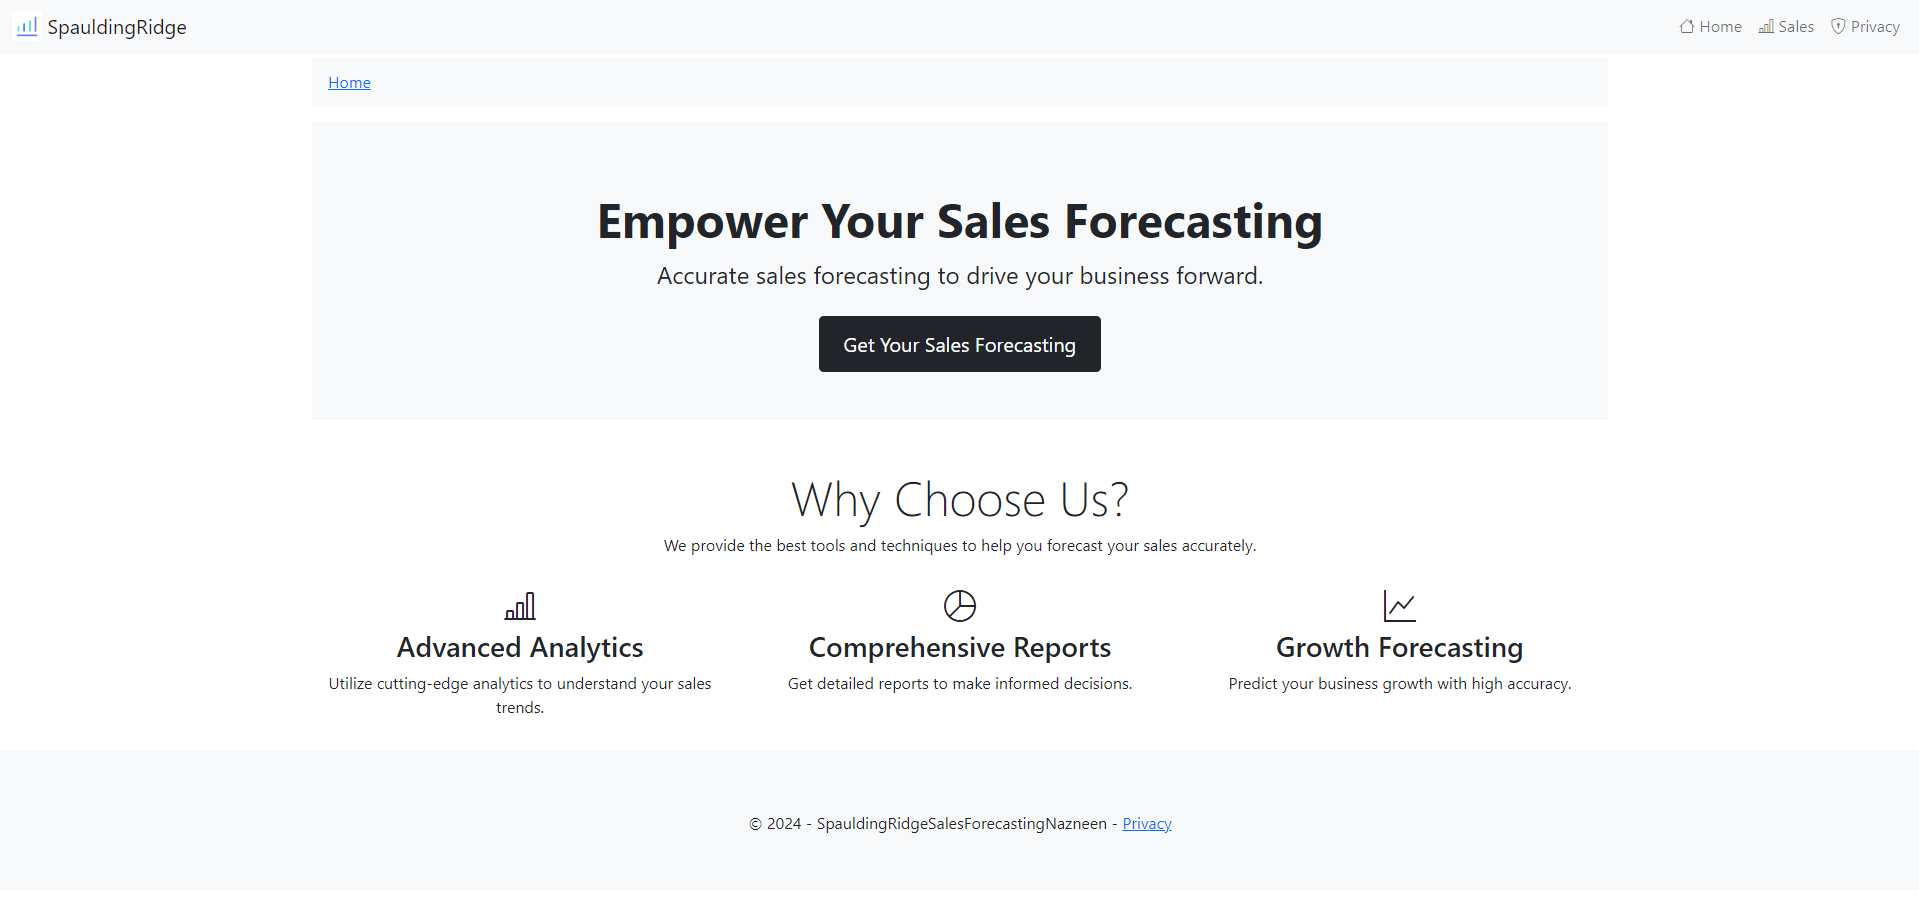 SpauldingRidge
Home Sales Privacy
Home
Empower Your Sales Forecasting
Accurate sales forecasting to drive your business forward.
Get Your Sales Forecasting
Why Choose Us?
We provide the best tools and techniques to help you forecast your sales accurately.
Advanced Analytics
Utilize cutting-edge analytics to understand your sales
trends.
Comprehensive Reports
Get detailed reports to make informed decisions.
Growth Forecasting
Predict your business growth with high accuracy.
© 2024 - SpauldingRidgeSalesForecastingNazneen - Privacy